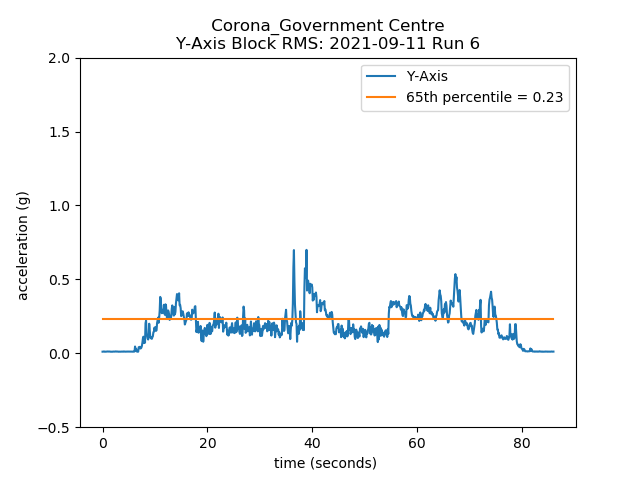 Corona_Government Centre
Y-Axis Block RMS: 2021-09-11 Run 6
Y-Axis
65th percentile = 0.23
2.0
1.5
1.0
0.5
0.0
−0.5
acceleration (g)
0 20 40 60 80
time (seconds)